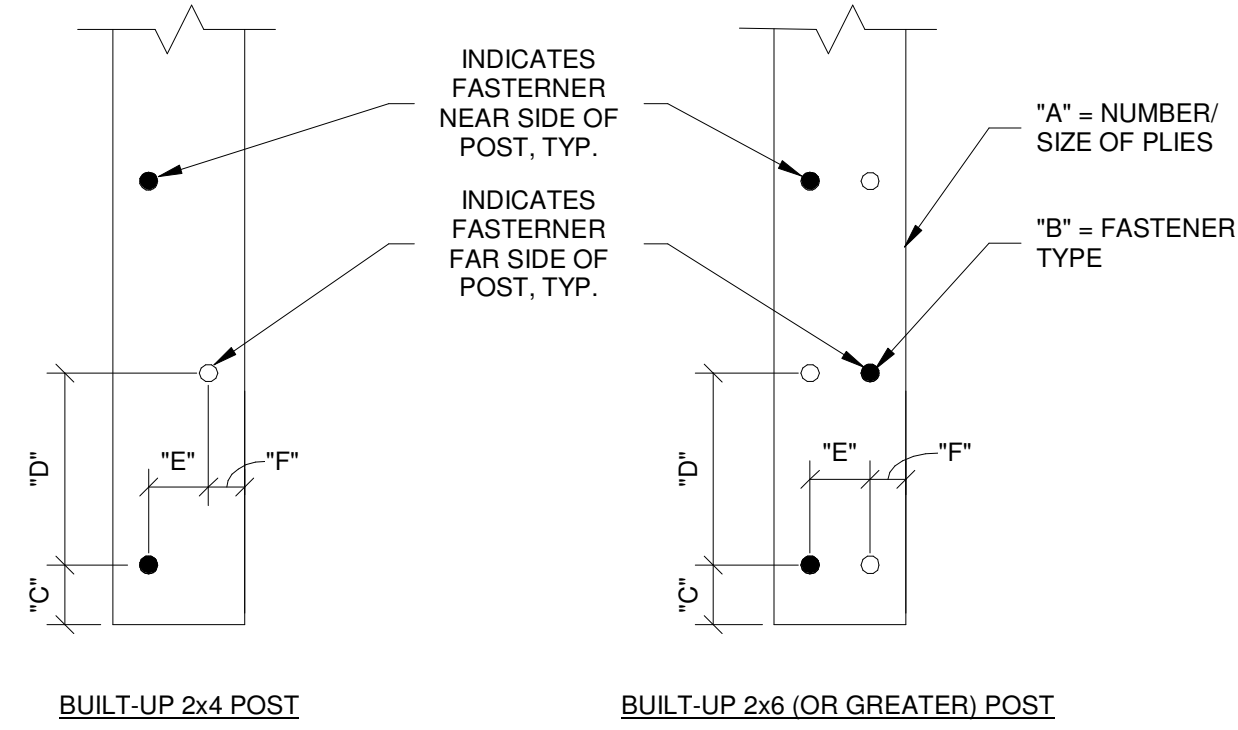 INDICATES
FASTERNER
NEAR SIDE OF
POST, TYP.
INDICATES
FASTERNER
FAR SIDE OF
POST, TYP.
"A" = NUMBER/
SIZE OF PLIES
"B" = FASTENER
TYPE
"D"
"E"
"F"
"C"
"D"
"E"
"F"
"C"
BUILT-UP 2x4 POST
BUILT-UP 2x6 (OR GREATER) POST